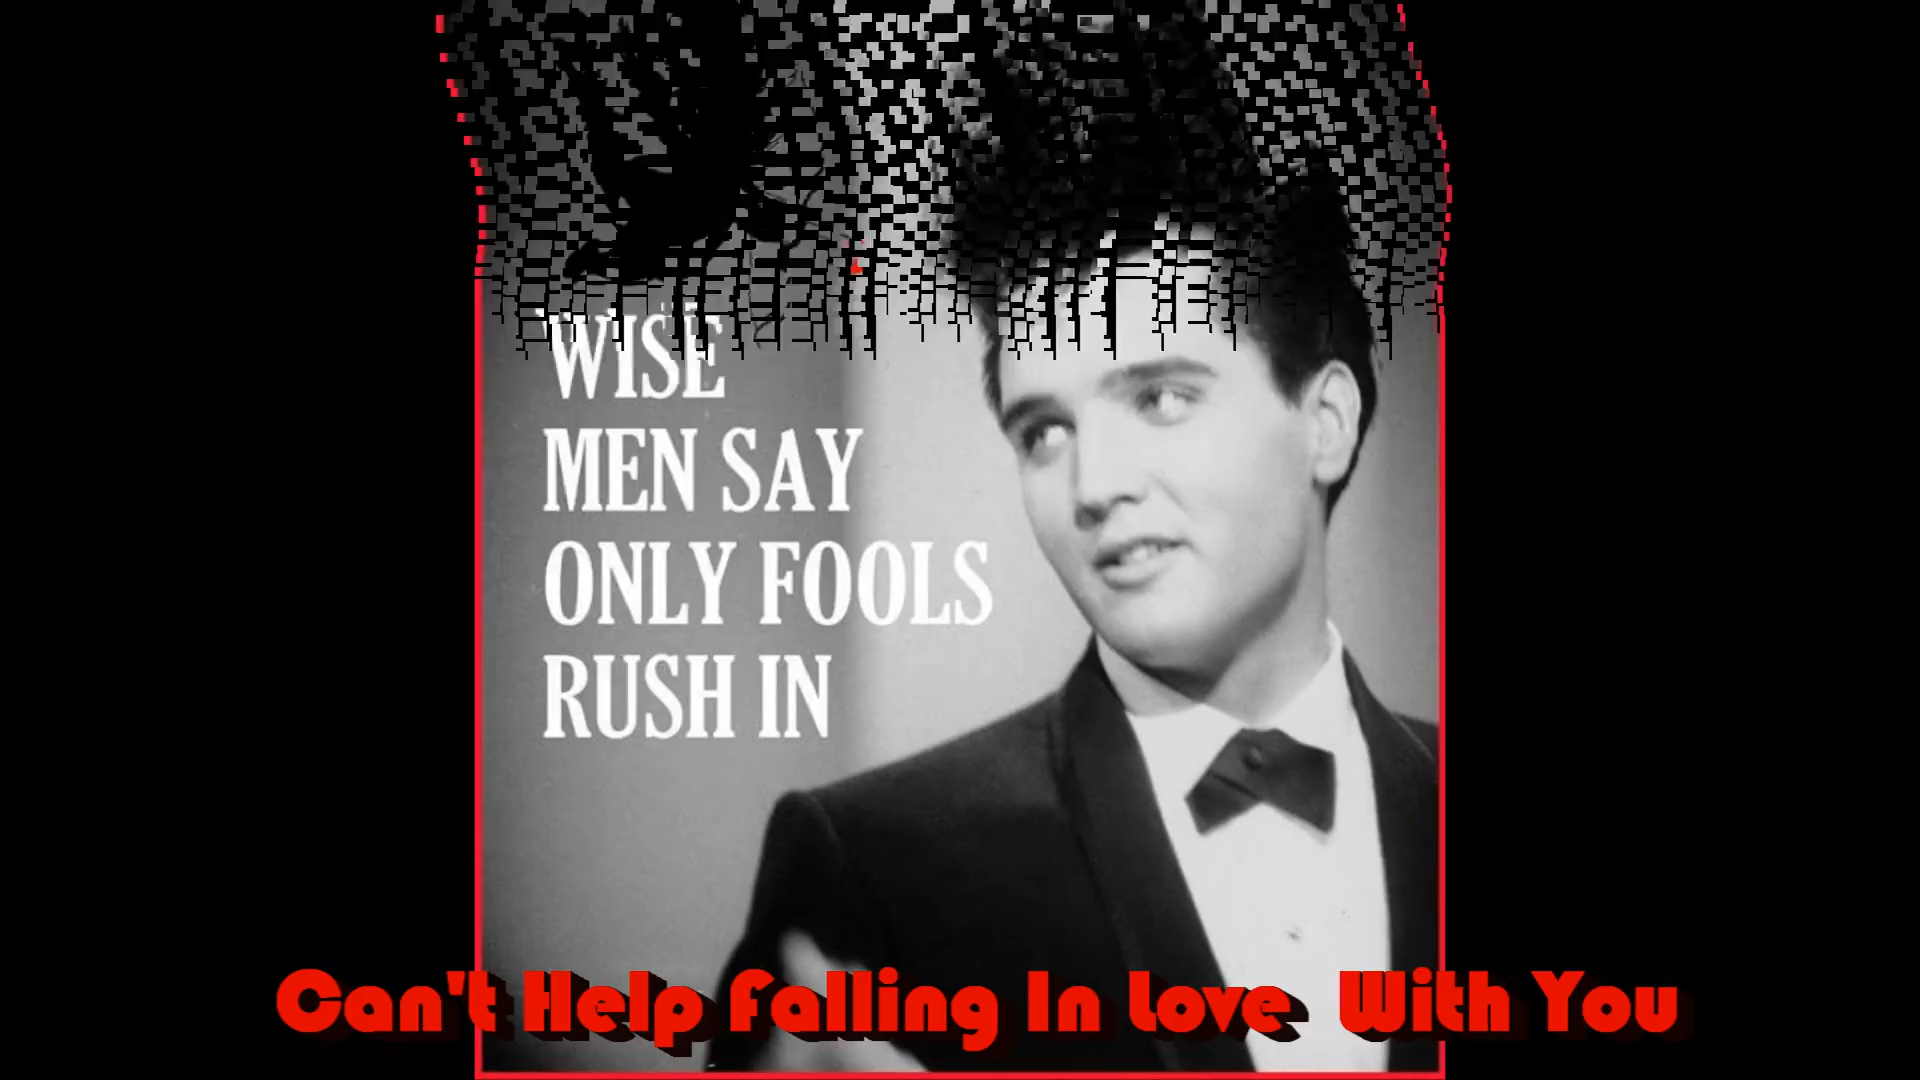 WISE
MEN SAY
ONLY FOOLS
RUSH IN
Can't Help Falling In Love With You